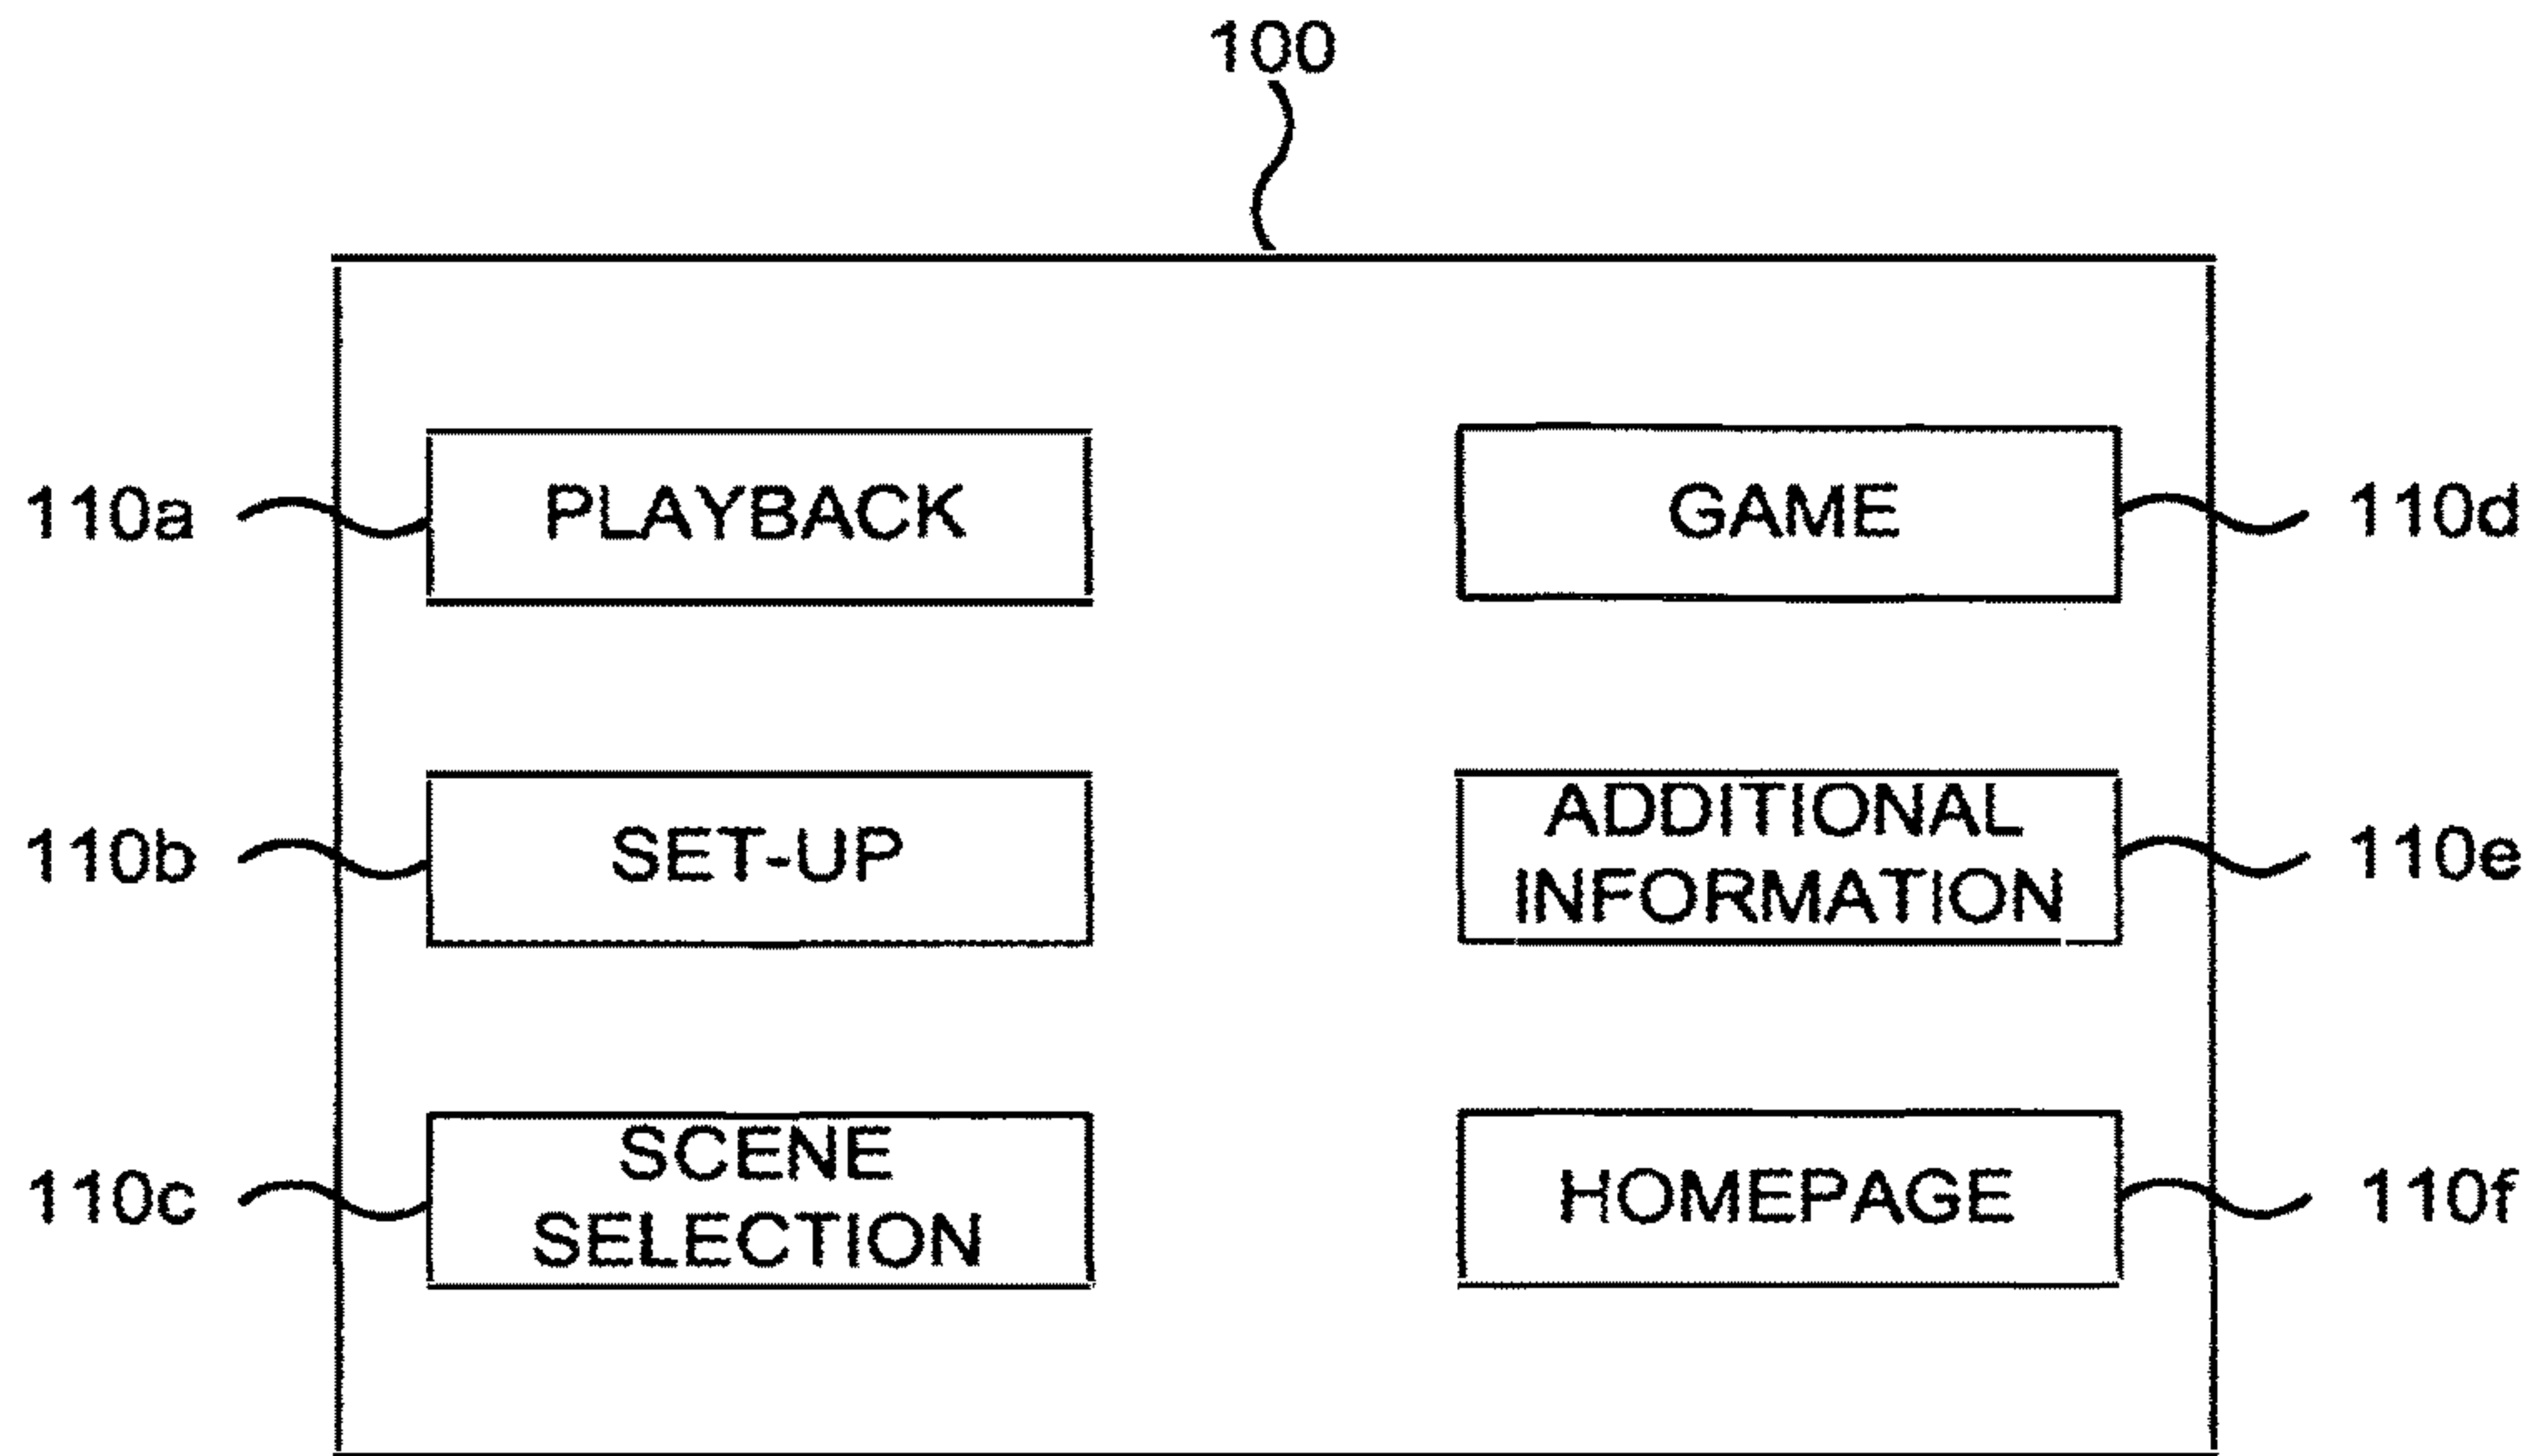 100
110a
PLAYBACK
GAME
110d
110b
SET-UP
ADDITIONAL
INFORMATION
110e
110c
SCENE
SELECTION
HOMEPAGE
110f